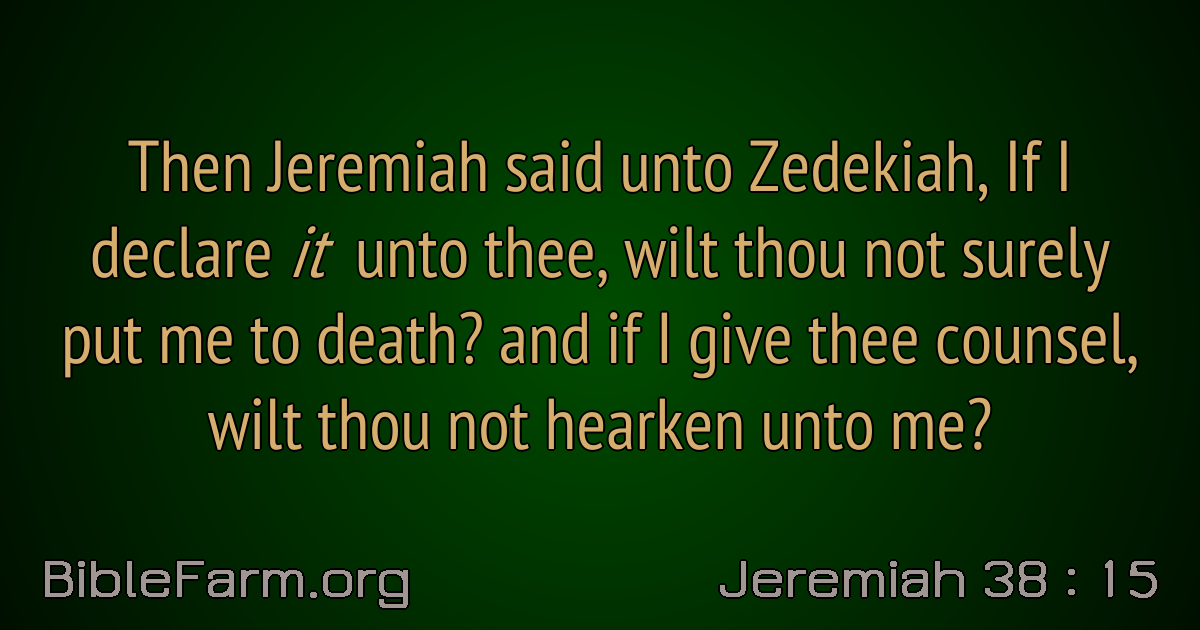 Then Jeremiah said unto Zedekiah, If I
declare it unto thee, wilt thou not surely
put me to death? and if I give thee counsel,
wilt thou not hearken unto me?
BibleFarm.org
Jeremiah 38 : 15